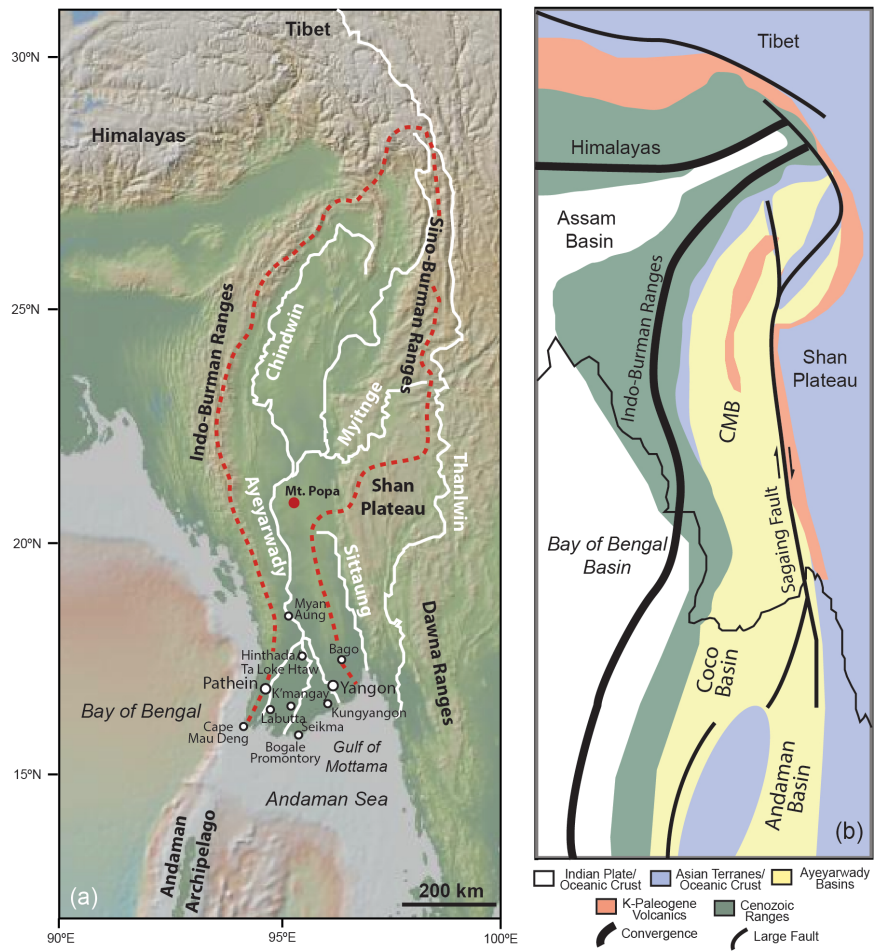 30ºN
25ºN
20ºN
15ºN
90ºE
95ºE
100ºE
Tibet
Himalayas
Sino-Burman Ranges
Indo-Burman Ranges
Chindwin
Myitnge
Mt. Popa
Shan
Plateau
Thanlwin
Ayeyarwady
Sittaung
Myan
Aung
Hinthada
Ta Loke Htaw
Bago
Pathein
K'mangay
Yangon
Labutta
Kungyangon
Cape
Mau Deng
Seikma
Bogale
Promontory
Dawna Ranges
Bay of Bengal
Gulf of
Mottama
Andaman Sea
Andaman
Archipelago
200 km
(a)
Tibet
Himalayas
Assam
Basin
Indo-Burman Ranges
Shan
Plateau
CMB
Sagaing Fault
Bay of Bengal
Basin
Coco
Basin
Andaman
Basin
(b)
Indian Plate/
Oceanic Crust
Asian Terranes/
Oceanic Crust
Ayeyarwady
Basins
K-Paleogene
Volcanics
Cenozoic
Ranges
Convergence
Large Fault